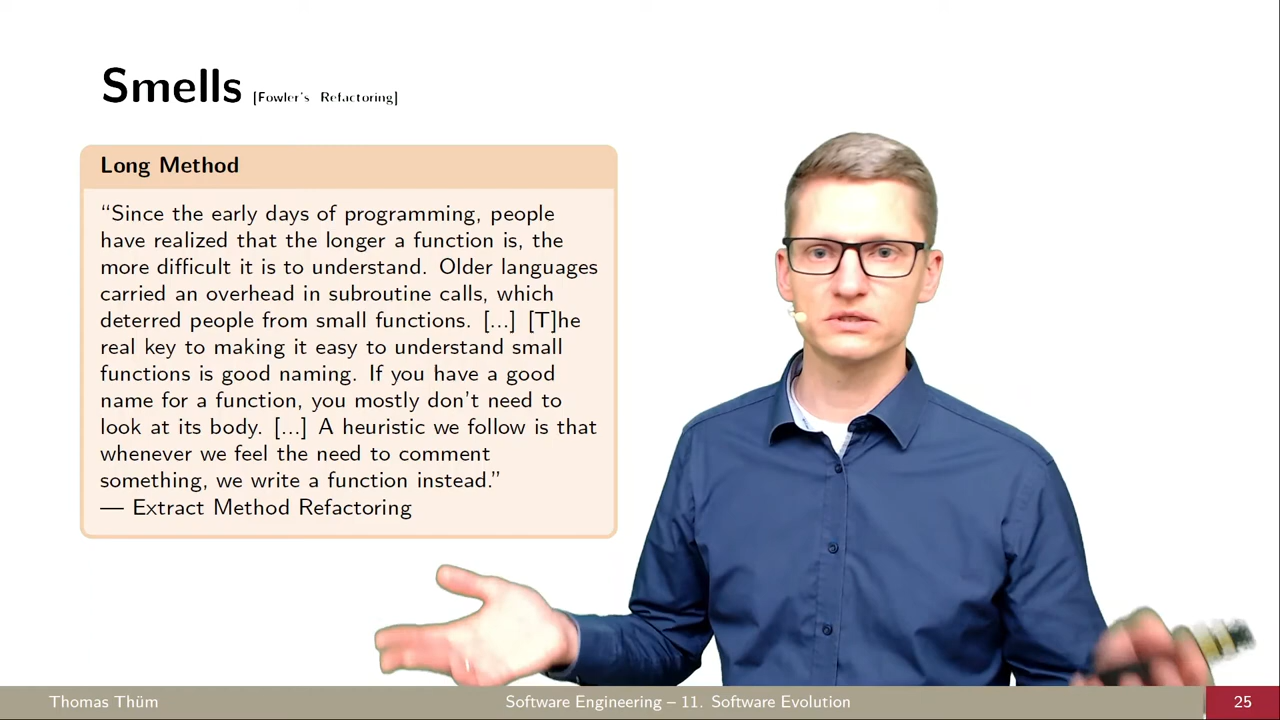 Smells [Fowler's Refactoring]
Long Method
“Since the early days of programming, people
have realized that the longer a function is, the
more difficult it is to understand. Older languages
carried an overhead in subroutine calls, which
deterred people from small functions. [...] [T]he
real key to making it easy to understand small
functions is good naming. If you have a good
name for a function, you mostly don't need to
look at its body. [...] A heuristic we follow is that
whenever we feel the need to comment
something, we write a function instead.”
— Extract Method Refactoring
Thomas Thüm
Software Engineering – 11. Software Evolution
25